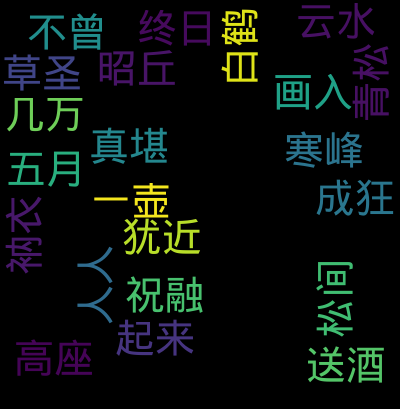 不曾
终日
白鹤
云水
草圣
昭丘
青松
画入
几万
真堪
寒峰
五月
成狂
一壶
衲衣
犹近
人人
祝融
松间
起来
高座
送酒